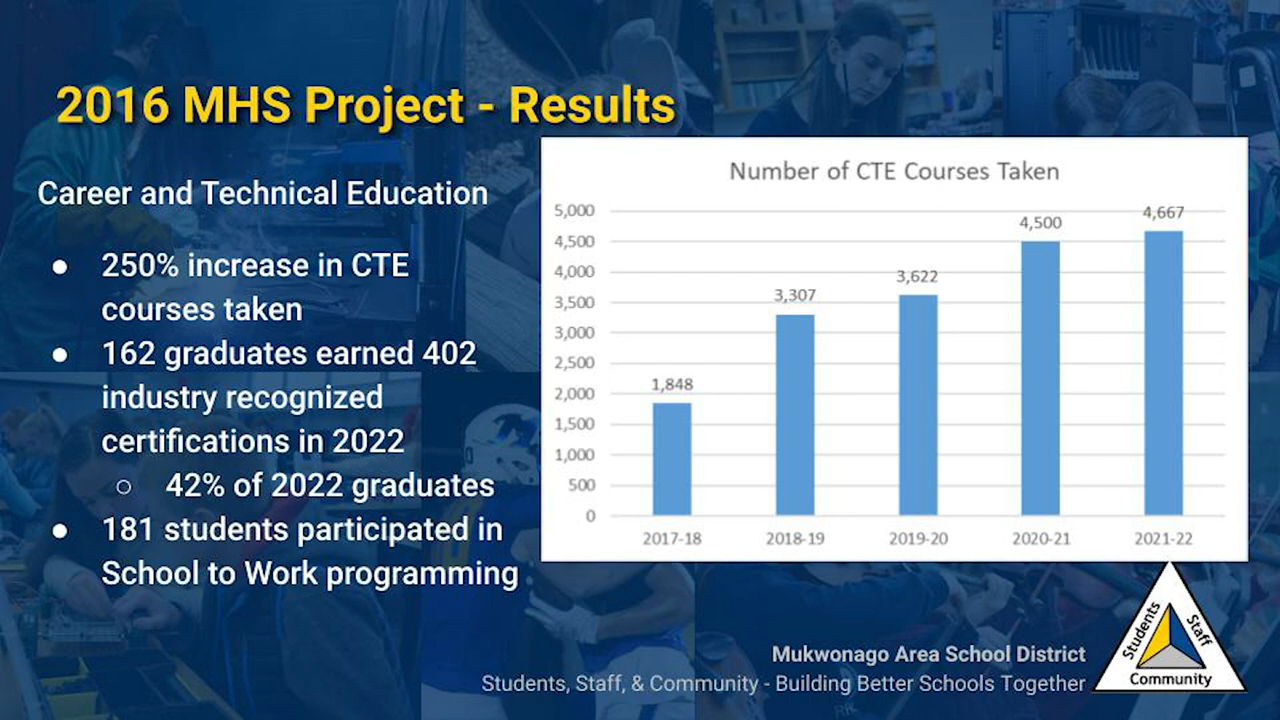 2016 MHS Project - Results
Career and Technical Education
● 250% increase in CTE
courses taken
● 162 graduates earned 402
industry recognized
certifications in 2022
○ 42% of 2022 graduates
● 181 students participated in
School to Work programming
Number of CTE Courses Taken
5,000
4,500
4,000
3,500
3,000
2,500
2,000
1,500
1,000
500
0
1,848
3,307
3,622
4,500
4,667
2017-18 2018-19 2019-20 2020-21 2021-22
Mukwonago Area School District
Students, Staff, & Community - Building Better Schools Together
Students
Staff
Community